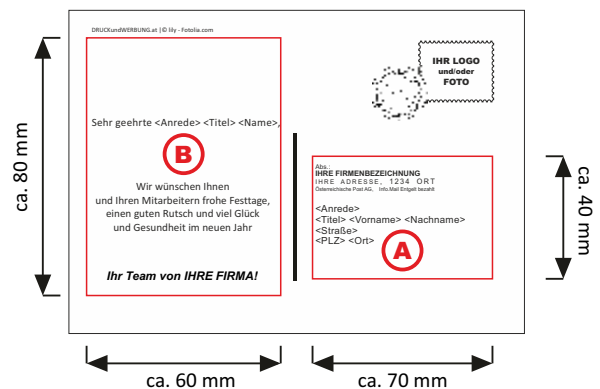 DRUCKundWERBUNG.at | © lily - Fotolia.com
IHR LOGO
und/oder
FOTO
ca. 80 mm
Sehr geehrte <Anrede> <Titel> <Name>,
B
Wir wünschen Ihnen
und Ihren Mitarbeitern frohe Festtage,
einen guten Rutsch und viel Glück
und Gesundheit im neuen Jahr
Ihr Team von IHRE FIRMA!
Abs.:
IHRE FIRMENBEZEICHNUNG
IHRE ADRESSE, 1234 ORT
Österreichische Post AG, Info.Mail Entgelt bezahlt
<Anrede>
<Titel> <Vorname> <Nachname>
<Straße>
<PLZ> <Ort>
A
ca. 40 mm
ca. 60 mm
ca. 70 mm